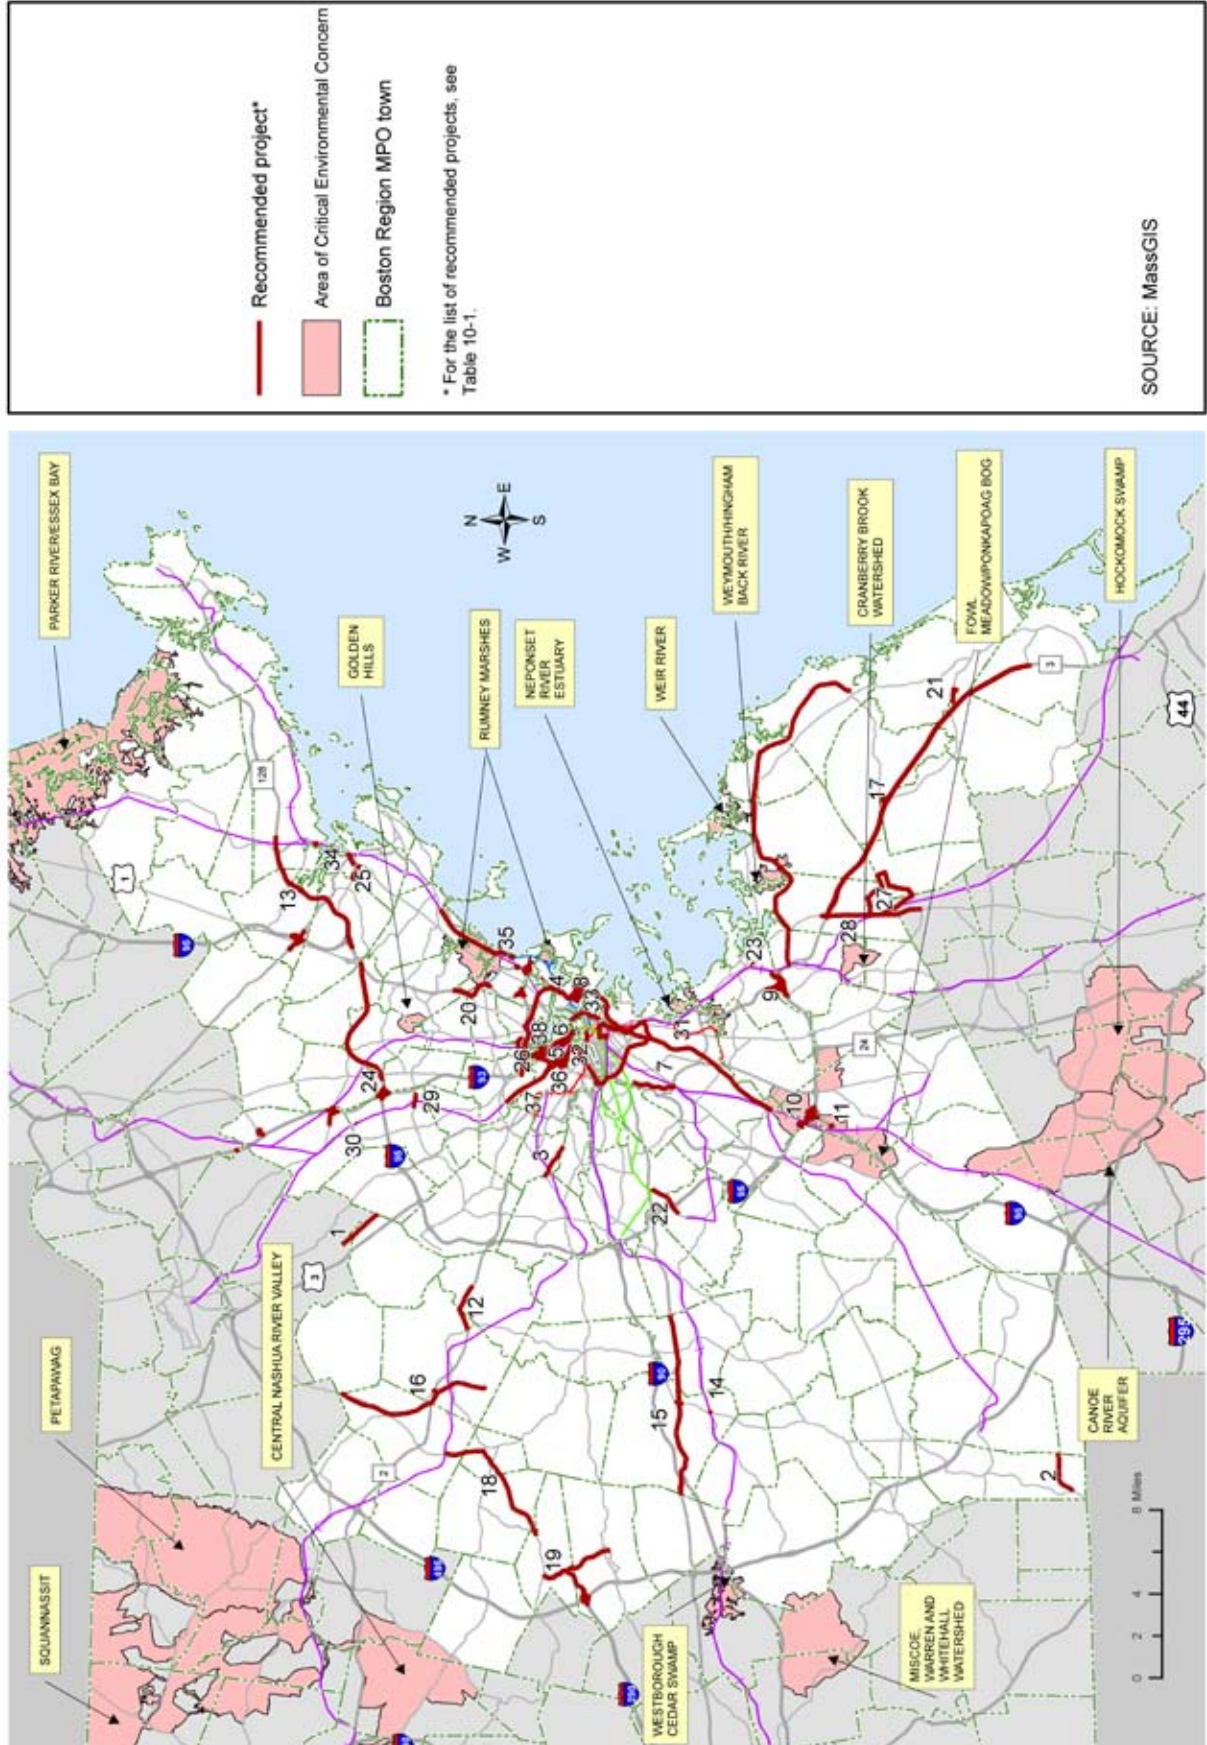 Recommended project*
Area of Critical Environmental Concern
Boston Region MPO town
* For the list of recommended projects, see
Table 10-1.
SOURCE: MassGIS
SQUANNASSIT
PETAPAWAG
CENTRAL NASHUA RIVER VALLEY
PARKER RIVER/ESSEX BAY
GOLDEN
HILLS
RUMNEY MARSHES
NEPONSET
RIVER
ESTUARY
WEIR RIVER
WEYMOUTH/HINGHAM
BACK RIVER
CRANBERRY BROOK
WATERSHED
FOWL
MEADOW/PONKAPOAG BOG
HOCKOMOCK SWAMP
CANOE
RIVER
AQUIFER
MISCOE,
WARREN AND
WHITEHALL
WATERSHED
WESTBOROUGH
CEDAR SWAMP
N
W
E
S
1
128
95
13
34
25
35
20
4
8
33
6
38
5
26
32
36
37
24
93
29
30
95
3
1
3
12
16
2
18
19
495
290
90
15
14
22
95
7
31
23
9
28
27
17
21
3
44
24
10
11
95
295
2
0
2
4
8 Miles